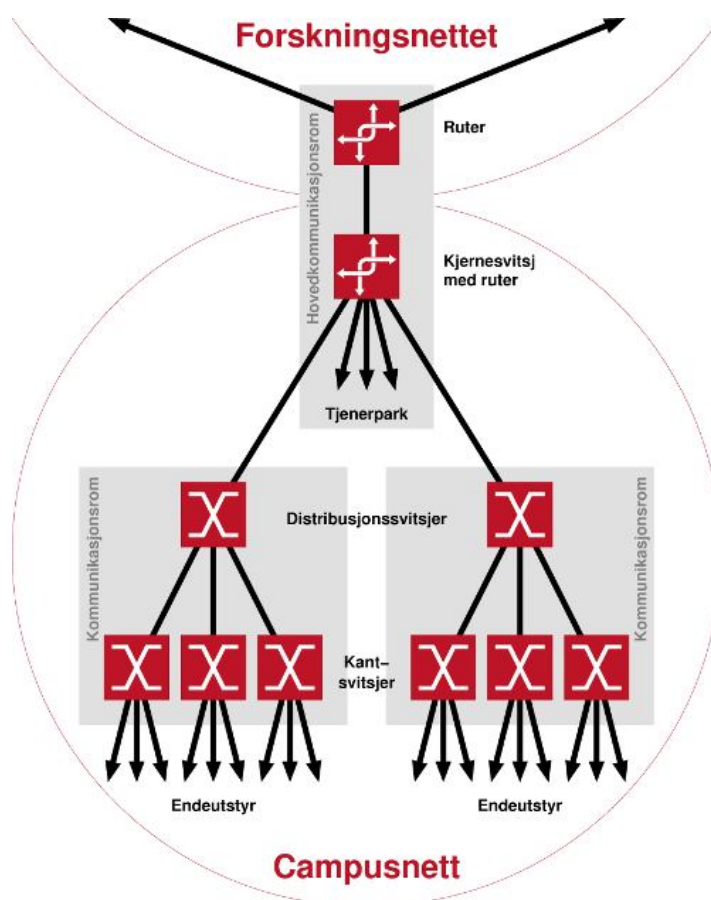 Forskningsnettet
Ruter
Hovedkommunikasjonsrom
Kjernesvitsj
med ruter
Tjenerpark
Kommunikasjonsrom
Distribusjonssvitsjer
Kommunikasjonsrom
Kant–
svitsjer
Endeutstyr
Endeutstyr
Campusnett